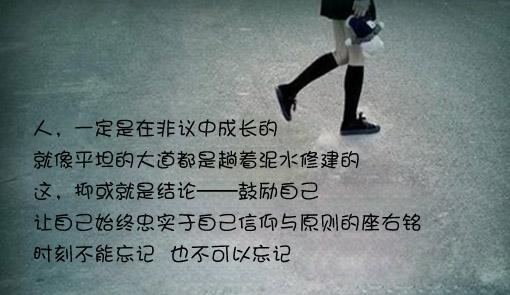 人，一定是在非议中成长的
就像平坦的大道都是趟着泥水修建的
这，抑或就是结论——鼓励自己
让自己始终忠实于自己信仰与原则的座右铭
时刻不能忘记 也不可以忘记